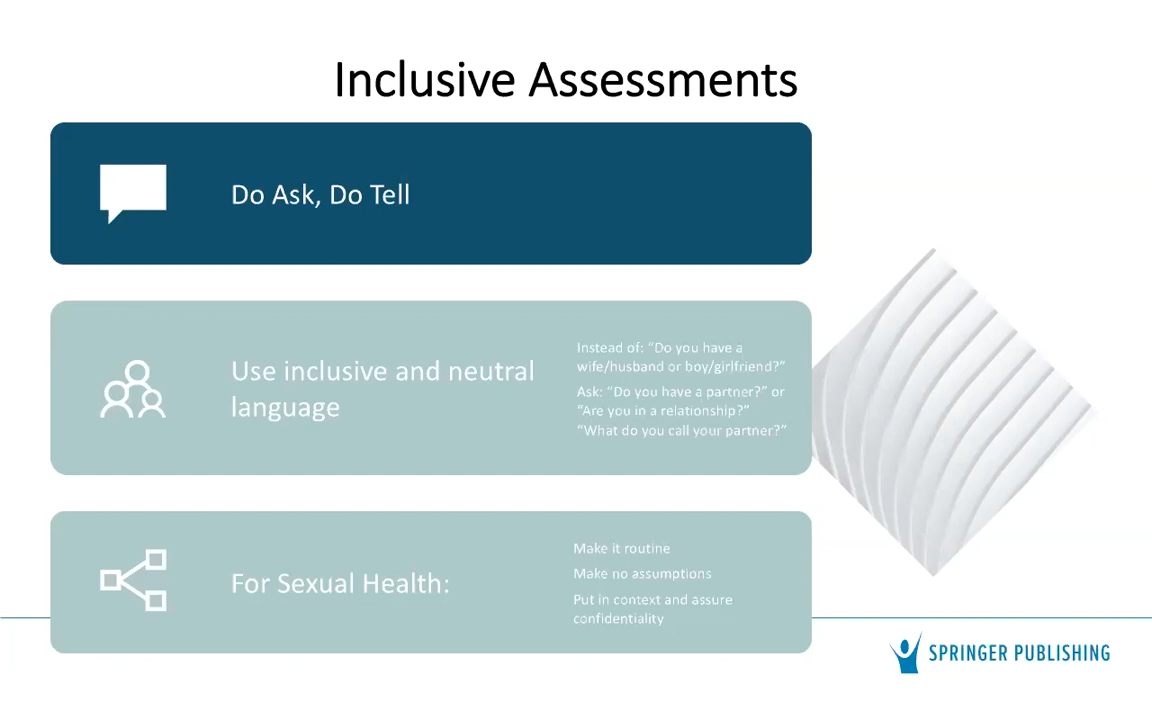 Inclusive Assessments
Do Ask, Do Tell
Use inclusive and neutral
language
Instead of: “Do you have a
wife/husband or boy/girlfriend?”
Ask: “Do you have a partner?” or
“Are you in a relationship?”
“What do you call your partner?”
For Sexual Health:
Make it routine
Make no assumptions
Put in context and assure
confidentiality
SPRINGER PUBLISHING